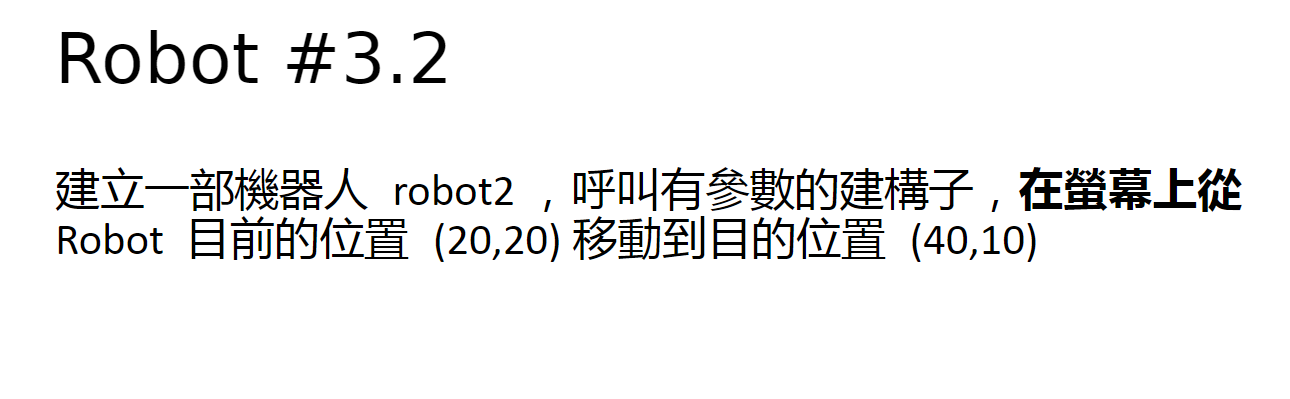 Robot #3.2
建立一部機器人 robot2 ，呼叫有參數的建構子，在螢幕上從
Robot 目前的位置 (20,20) 移動到目的位置 (40,10)